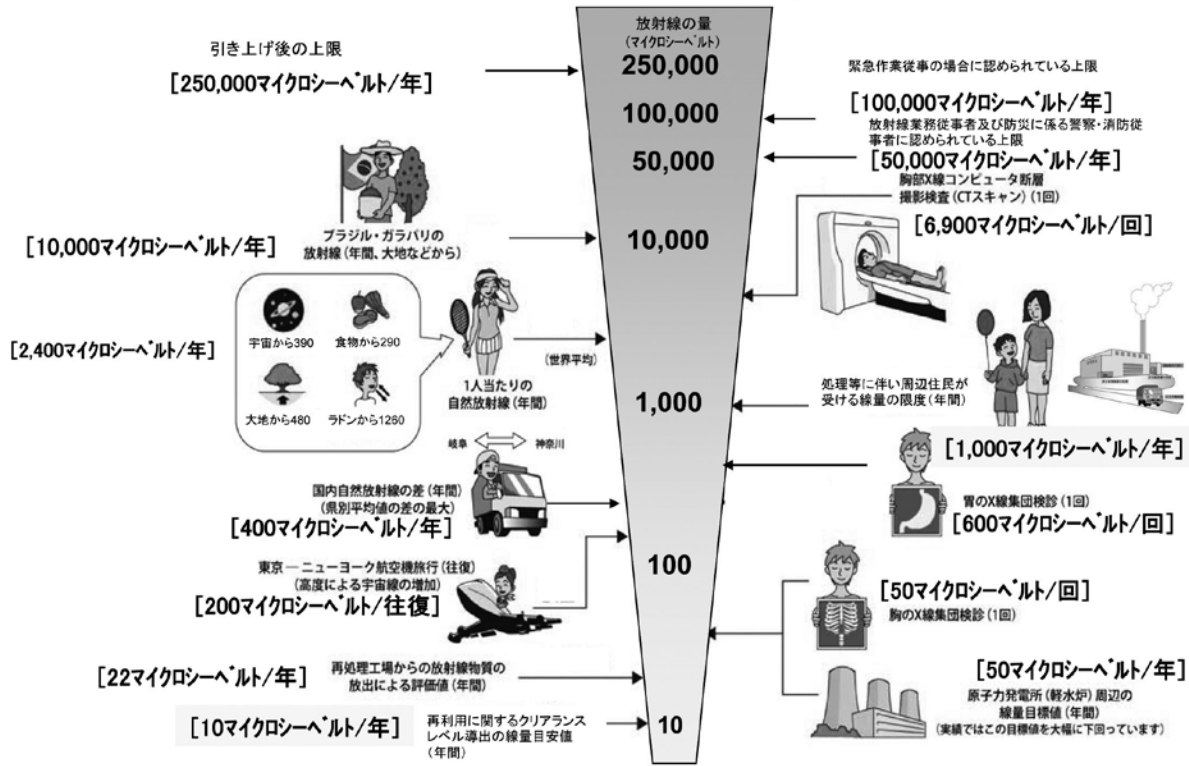 放射線の量
(マイクロシーベルト)
250,000
100,000
50,000
10,000
1,000
100
10
引き上げ後の上限
[250,000マイクロシーベルト/年]
ブラジル・ガラパリの
放射線(年間、大地などから)
[10,000マイクロシーベルト/年]
宇宙から390
食物から290
大地から480
ラドンから1260
[2,400マイクロシーベルト/年]
(世界平均)
1人当たりの
自然放射線(年間)
岐阜
神奈川
国内自然放射線の差(年間)
(県別平均値の差の最大)
[400マイクロシーベルト/年]
東京―ニューヨーク航空機旅行(往復)
(高度による宇宙線の増加)
[200マイクロシーベルト/往復]
[22マイクロシーベルト/年]
再処理工場からの放射線物質の
放出による評価値(年間)
[10マイクロシーベルト/年]
再利用に関するクリアランス
レベル導出の線量目安値
(年間)
緊急作業従事の場合に認められている上限
[100,000マイクロシーベルト/年]
放射線業務従事者及び防災に係る警察・消防従
事者に認められている上限
[50,000マイクロシーベルト/年]
胸部X線コンピュータ断層
撮影検査(CTスキャン)(1回)
[6,900マイクロシーベルト/回]
処理等に伴い周辺住民が
受ける線量の限度(年間)
[1,000マイクロシーベルト/年]
胃のX線集団検診(1回)
[600マイクロシーベルト/回]
[50マイクロシーベルト/回]
胸のX線集団検診(1回)
[50マイクロシーベルト/年]
原子力発電所(軽水炉)周辺の
線量目標値(年間)
(実績ではこの目標値を大幅に下回っています)